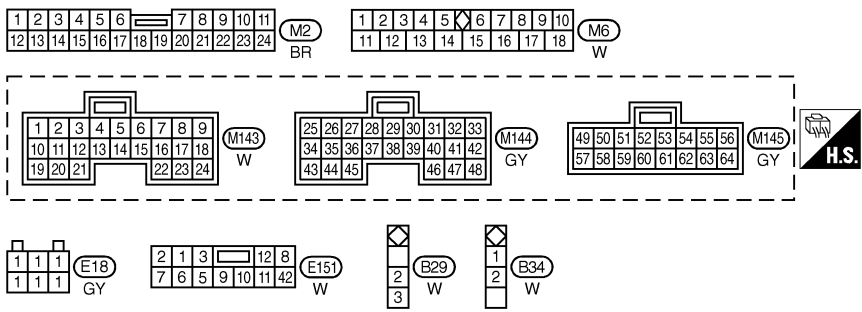 1 2 3 4 5 6 7 8 9 10 11
12 13 14 15 16 17 18 19 20 21 22 23 24
M2
BR
1 2 3 4 5 6 7 8 9 10
11 12 13 14 15 16 17 18
M6
W
1 2 3 4 5 6 7 8 9
10 11 12 13 14 15 16 17 18
19 20 21 22 23 24
M143
W
25 26 27 28 29 30 31 32 33
34 35 36 37 38 39 40 41 42
43 44 45 46 47 48
M144
GY
49 50 51 52 53 54 55 56
57 58 59 60 61 62 63 64
M145
GY
H.S.
1 1 1
1 1 1
E18
GY
2 1 3 12 8
7 6 5 9 10 11 42
E151
W
2
3
B29
W
1
2
B34
W